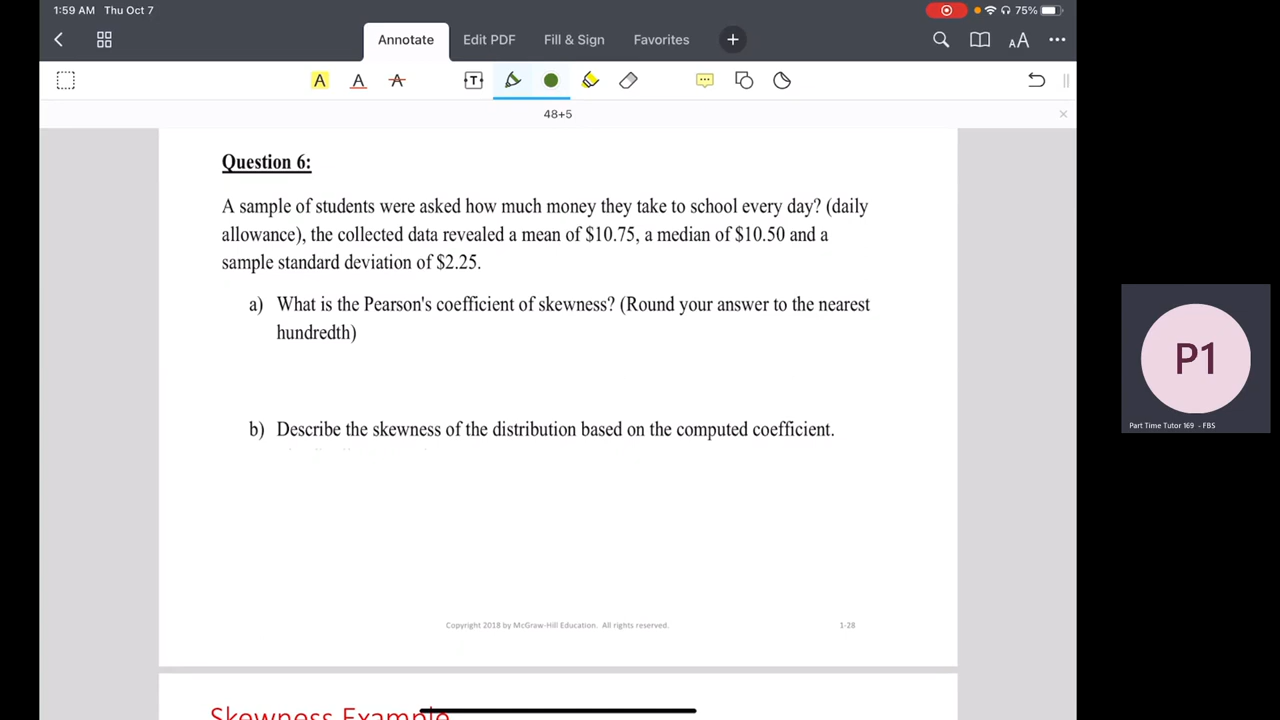 1:59 AM Thu Oct 7
75%
Annotate Edit PDF Fill & Sign Favorites
A A A T
AA
48+5
Question 6:
A sample of students were asked how much money they take to school every day? (daily
allowance), the collected data revealed a mean of $10.75, a median of $10.50 and a
sample standard deviation of $2.25.
a) What is the Pearson's coefficient of skewness? (Round your answer to the nearest
hundredth)
b) Describe the skewness of the distribution based on the computed coefficient.
Copyright 2018 by McGraw-Hill Education. All rights reserved. 1-28
Skewness Example
P1
Part Time Tutor 169 - FBS